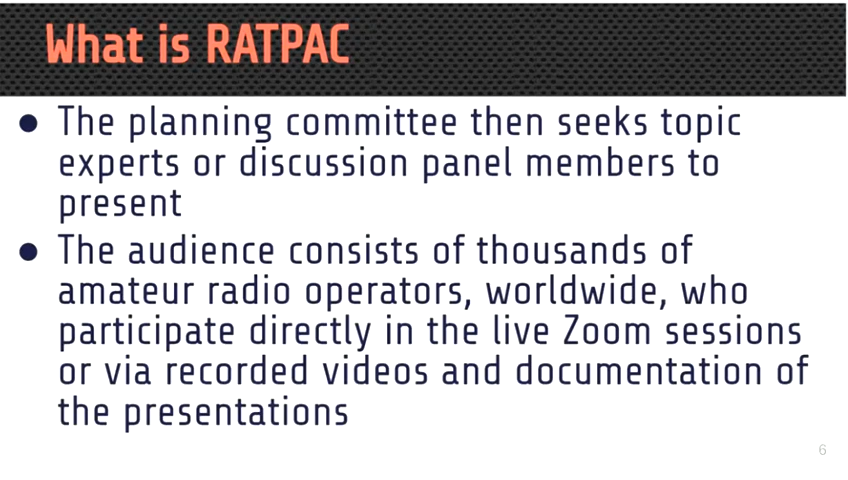 What is RATPAC
● The planning committee then seeks topic
experts or discussion panel members to
present
● The audience consists of thousands of
amateur radio operators, worldwide, who
participate directly in the live Zoom sessions
or via recorded videos and documentation of
the presentations
6